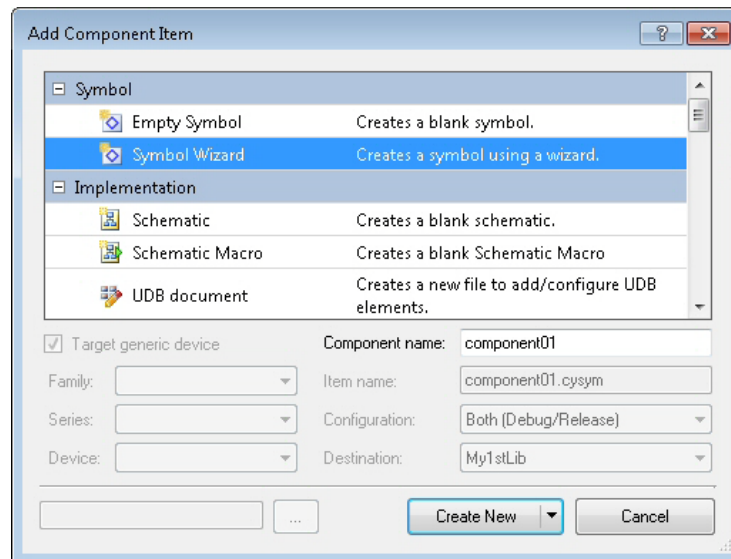 Add Component Item
Symbol
Empty Symbol Creates a blank symbol.
Symbol Wizard Creates a symbol using a wizard.
Implementation
Schematic Creates a blank schematic.
Schematic Macro Creates a blank Schematic Macro
UDB document Creates a new file to add/configure UDB
elements.
Target generic device Component name: component01
Family: Item name: component01.cysym
Series: Configuration: Both (Debug/Release)
Device: Destination: My1stLib
... Create New Cancel